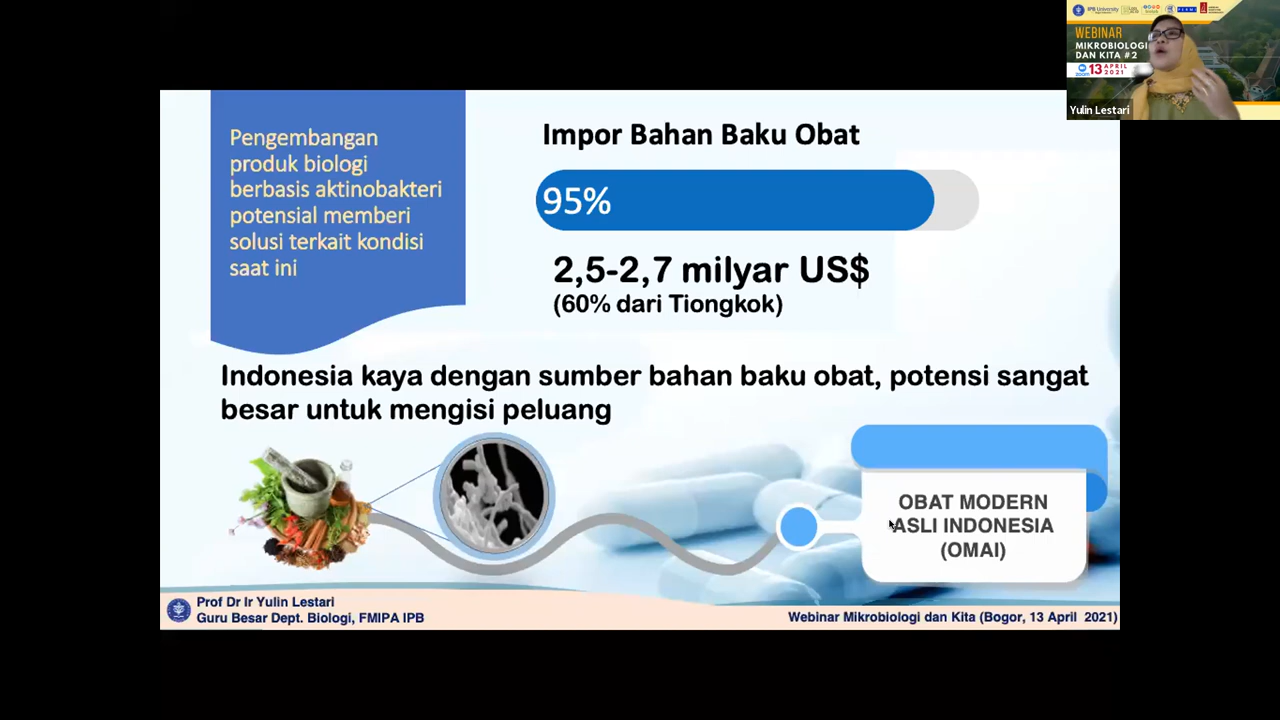 IPB University
WEBINAR
MIKROBIOLOGI
DAN KITA #2
zoom 13 APRIL 2021
Yulin Lestari
Pengembangan
produk biologi
berbasis aktinobakteri
potensial memberi
solusi terkait kondisi
saat ini
Impor Bahan Baku Obat
95%
2,5-2,7 milyar US$
(60% dari Tiongkok)
Indonesia kaya dengan sumber bahan baku obat, potensi sangat
besar untuk mengisi peluang
OBAT MODERN
ASLI INDONESIA
(OMAI)
Prof Dr Ir Yulin Lestari
Guru Besar Dept. Biologi, FMIPA IPB
Webinar Mikrobiologi dan Kita (Bogor, 13 April 2021)